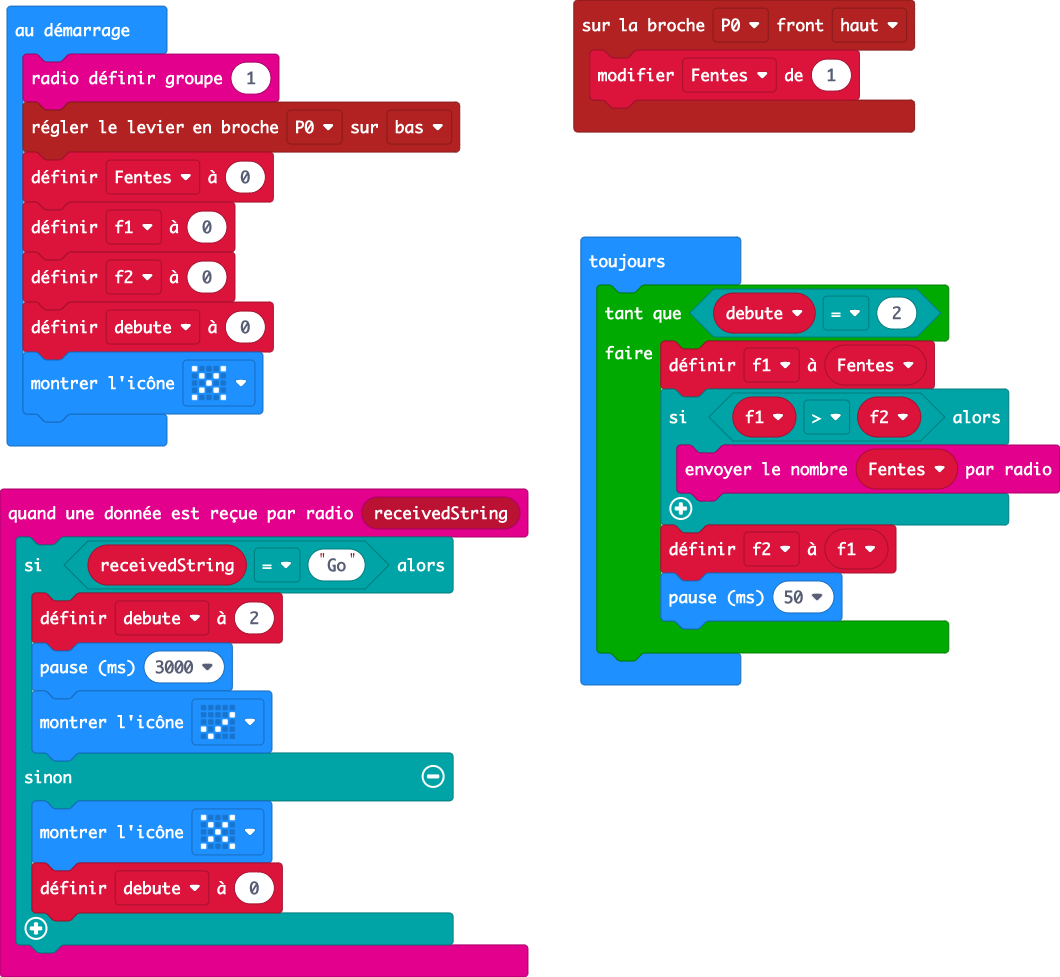 au démarrage
radio définir groupe 1
régler le levier en broche P0 sur bas
définir Fentes à 0
définir f1 à 0
définir f2 à 0
définir debute à 0
montrer l'icône
sur la broche P0 front haut
modifier Fentes de 1
quand une donnée est reçue par radio receivedString
si receivedString = "Go" alors
définir debute à 2
pause (ms) 3000
montrer l'icône
sinon
montrer l'icône
définir debute à 0
toujours
tant que debute = 2
faire
définir f1 à Fentes
si f1 > f2 alors
envoyer le nombre Fentes par radio
définir f2 à f1
pause (ms) 50